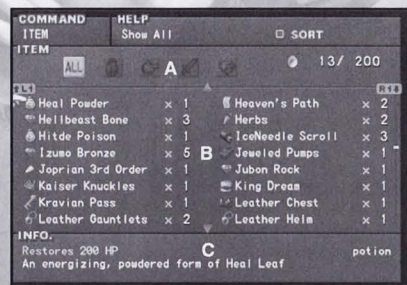 COMMAND
HELP
ITEM
Show All
SORT
ITEM
ALL
A
13/ 200
L1
R1
Heal Powder x 1
Heaven's Path x 2
Hellbeast Bone x 3
Herbs x 2
Hitde Poison x 1
IceNeedle Scroll x 3
Izumo Bronze x 5
B
Jeweled Pumps x 1
Joprian 3rd Order x 1
Jubon Rock x 1
Kaiser Knuckles x 1
King Dream x 1
Kravian Pass x 1
Leather Chest x 1
Leather Gauntlets x 2
Leather Helm x 1
INFO.
Restores 200 HP
C
potion
An energizing, powdered form of Heal Leaf